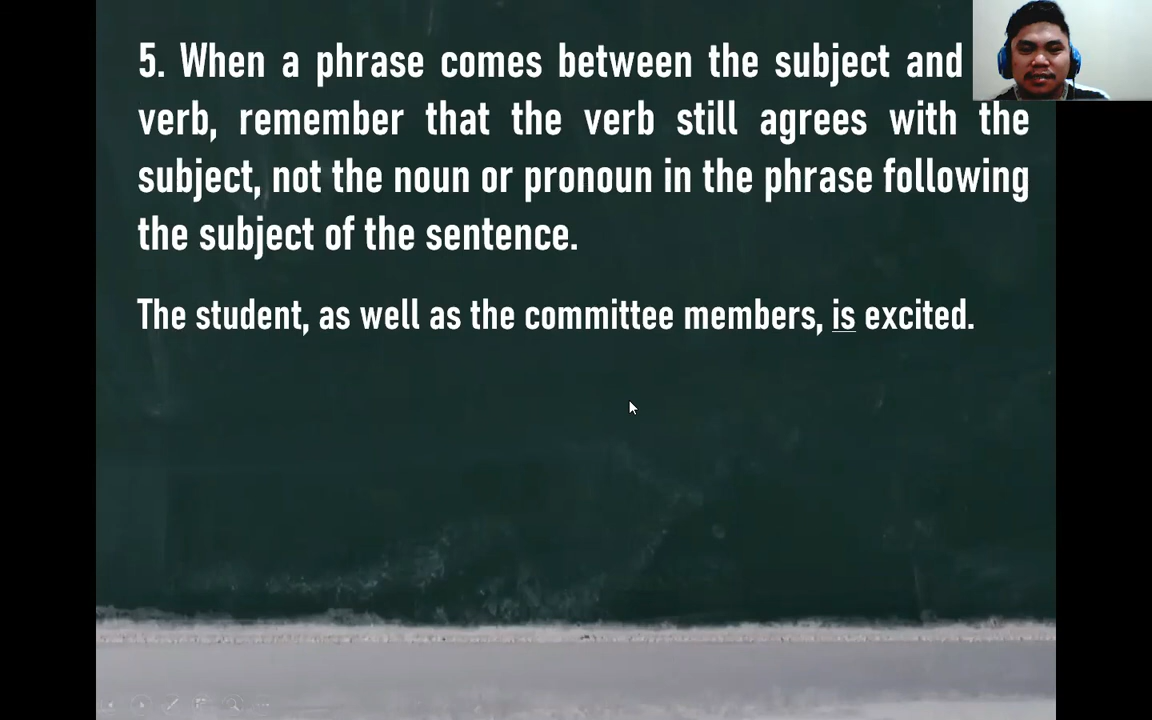 5. When a phrase comes between the subject and
verb, remember that the verb still agrees with the
subject, not the noun or pronoun in the phrase following
the subject of the sentence.
The student, as well as the committee members, is excited.